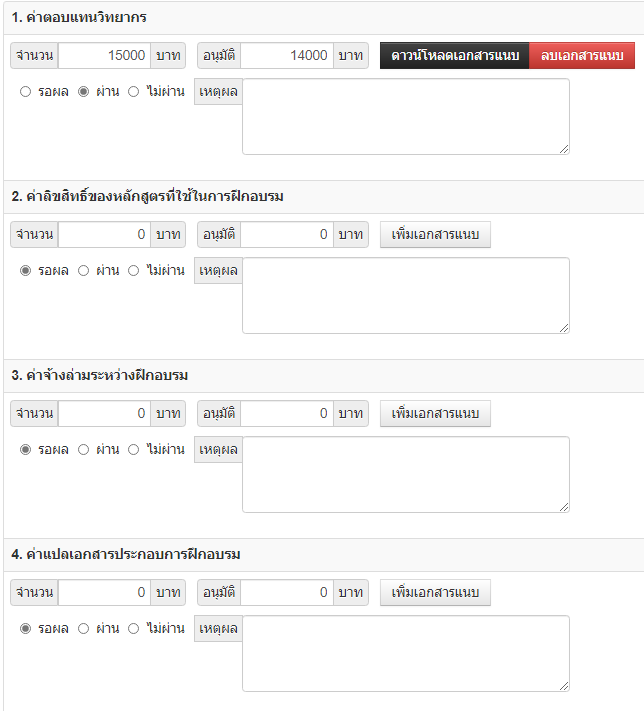 1. ค่าตอบแทนวิทยากร
จำนวน 15000 บาท อนุมัติ 14000 บาท ดาวน์โหลดเอกสารแนบ ลบเอกสารแนบ
รอผล ผ่าน ไม่ผ่าน เหตุผล
2. ค่าลิขสิทธิ์ของหลักสูตรที่ใช้ในการฝึกอบรม
จำนวน 0 บาท อนุมัติ 0 บาท เพิ่มเอกสารแนบ
รอผล ผ่าน ไม่ผ่าน เหตุผล
3. ค่าจ้างล่ามระหว่างฝึกอบรม
จำนวน 0 บาท อนุมัติ 0 บาท เพิ่มเอกสารแนบ
รอผล ผ่าน ไม่ผ่าน เหตุผล
4. ค่าแปลเอกสารประกอบการฝึกอบรม
จำนวน 0 บาท อนุมัติ 0 บาท เพิ่มเอกสารแนบ
รอผล ผ่าน ไม่ผ่าน เหตุผล